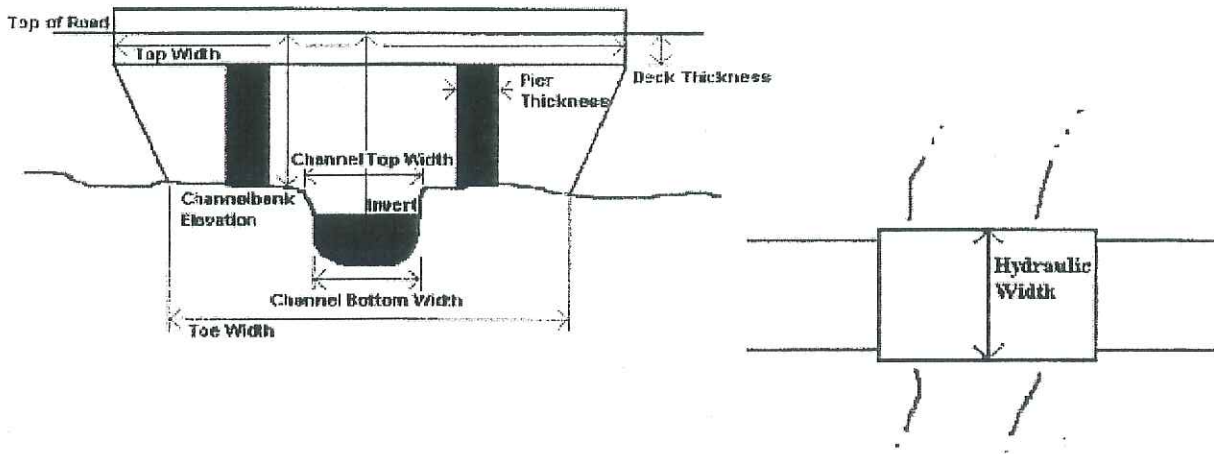 Top of Road
Top Width
Deck Thickness
Pier
Thickness
Channel Top Width
Channelbank
Elevation
Invert
Channel Bottom Width
Toe Width
Hydraulic
Width